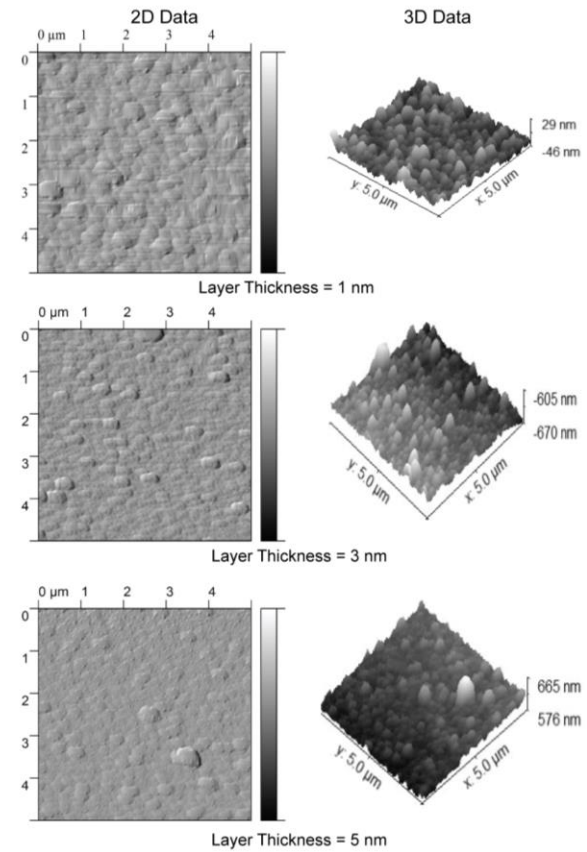 2D Data
3D Data
0 µm 1 2 3 4
0
1
2
3
4
29 nm
-46 nm
y: 5.0 µm
x: 5.0 µm
Layer Thickness = 1 nm
0 µm 1 2 3 4
0
1
2
3
4
-605 nm
-670 nm
y: 5.0 µm
x: 5.0 µm
Layer Thickness = 3 nm
0 µm 1 2 3 4
0
1
2
3
4
665 nm
576 nm
y: 5.0 µm
x: 5.0 µm
Layer Thickness = 5 nm